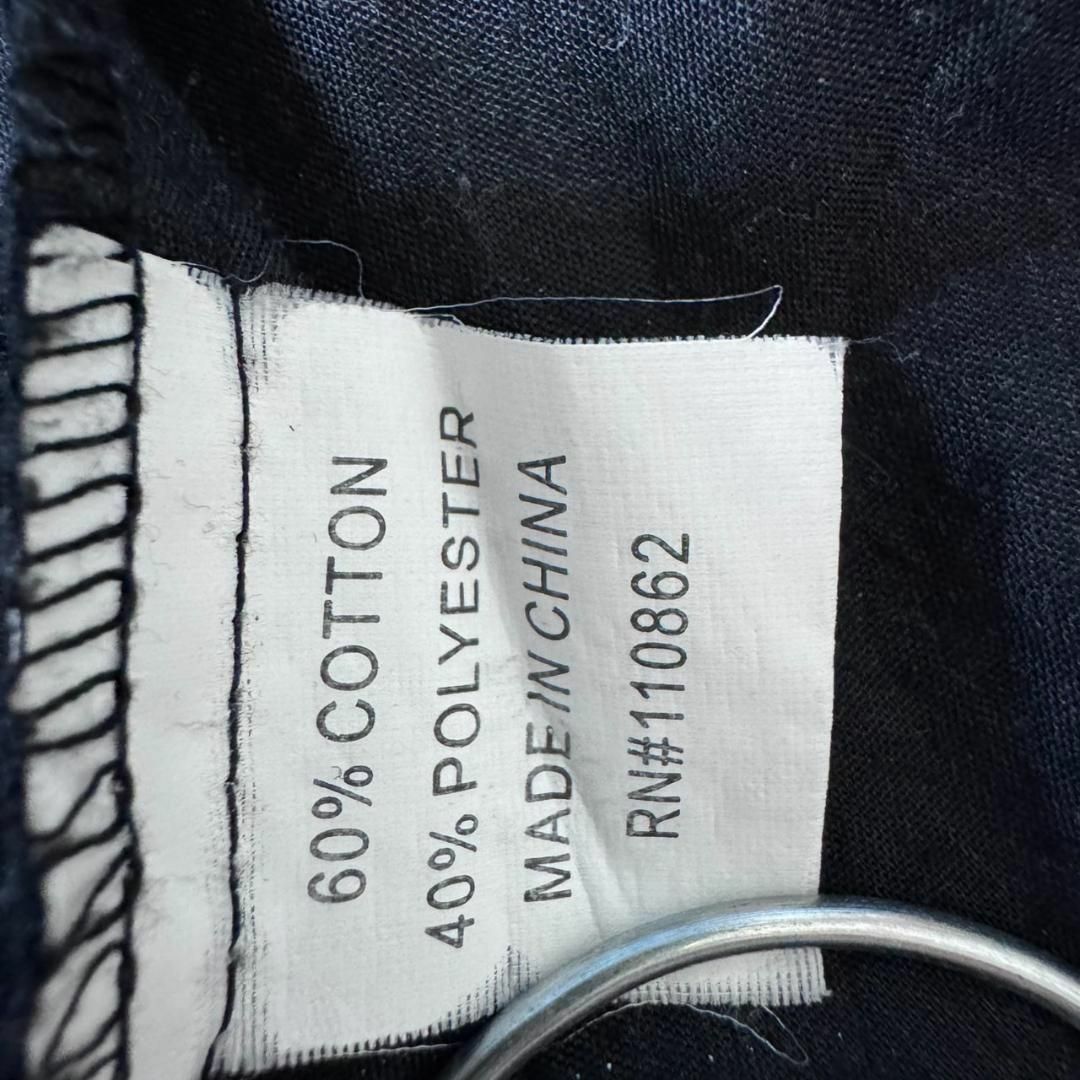 60% COTTON
40% POLYESTER
MADE IN CHINA
RN#110862